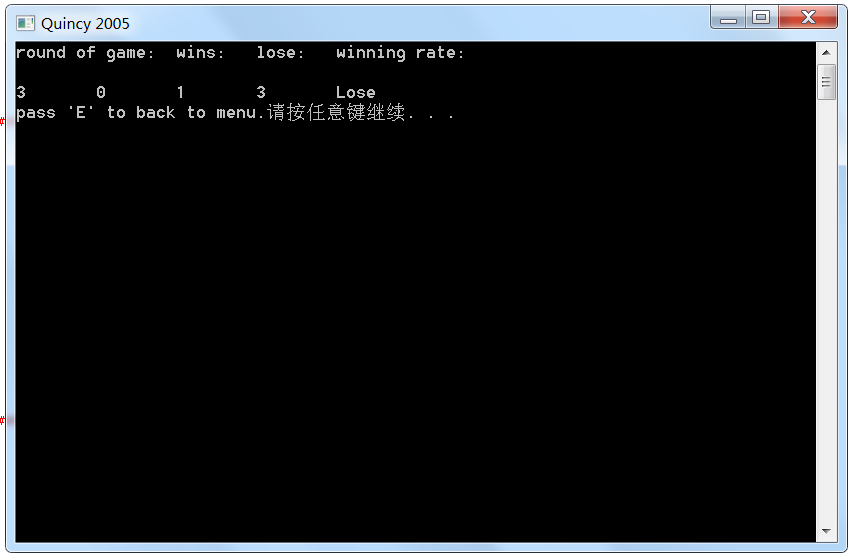 Quincy 2005
round of game: wins: lose: winning rate:
3 0 1 3 Lose
pass 'E' to back to menu.请按任意键继续. . .
#
#